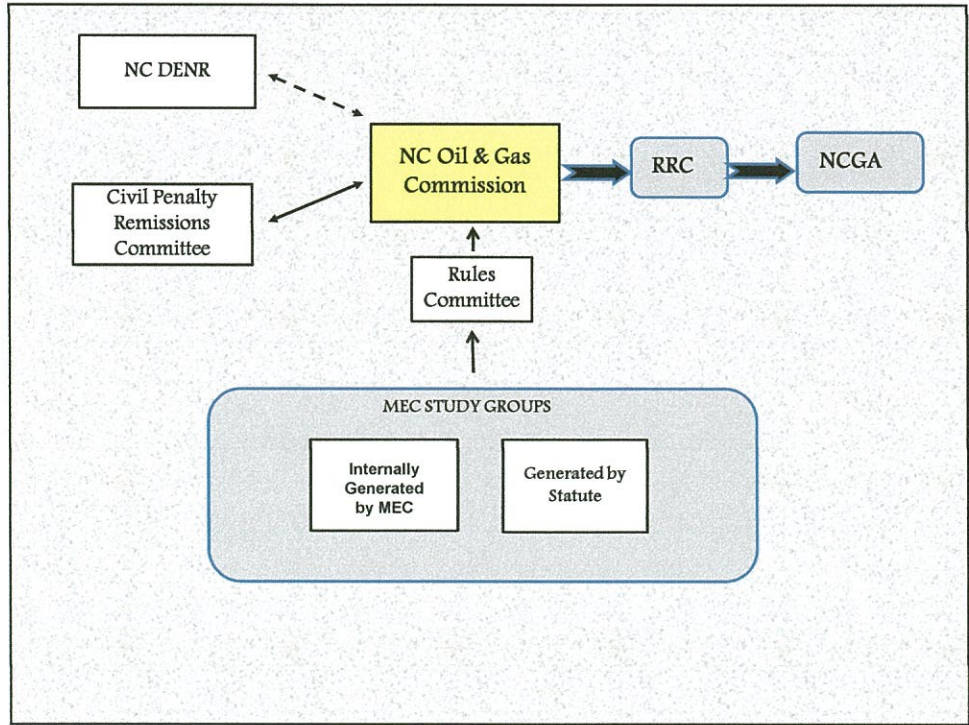 NC DENR
NC Oil & Gas
Commission
RRC
NCGA
Civil Penalty
Remissions
Committee
Rules
Committee
MEC STUDY GROUPS
Internally
Generated
by MEC
Generated by
Statute